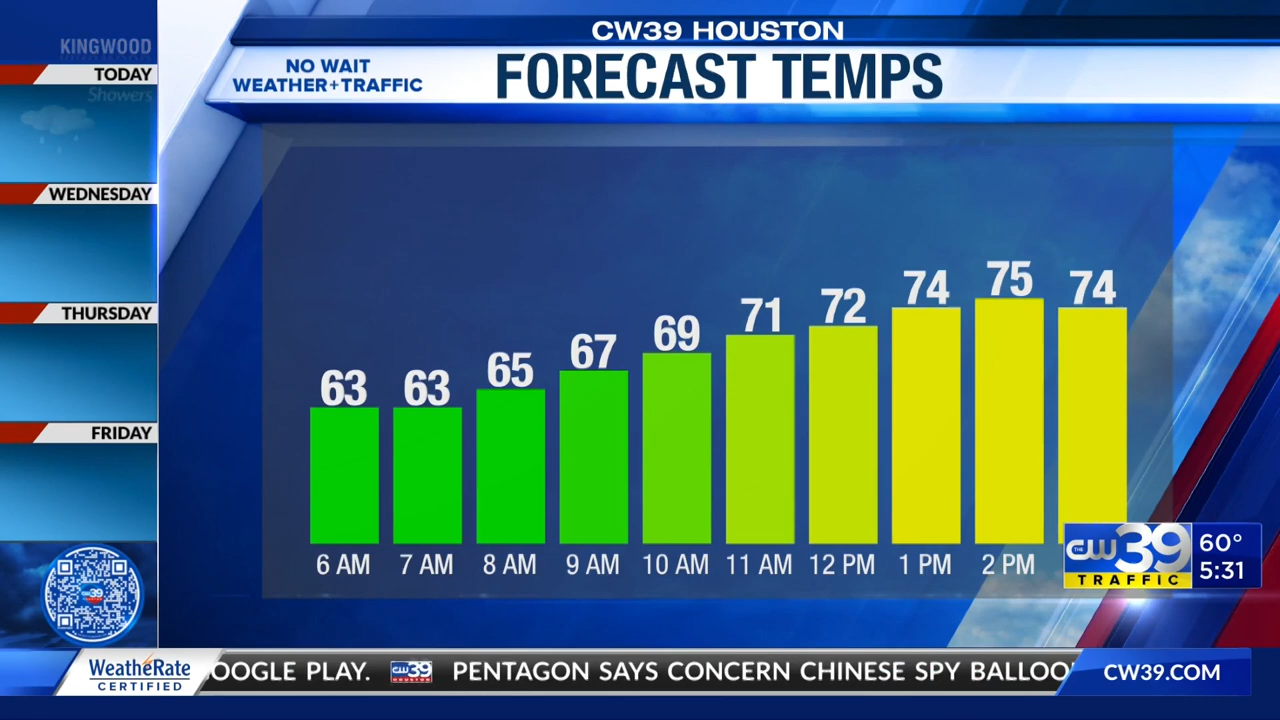 KINGWOOD
TODAY
Showers
WEDNESDAY
THURSDAY
FRIDAY
CW39 HOUSTON
NO WAIT
WEATHER+TRAFFIC
FORECAST TEMPS
63 63 65 67 69 71 72 74 75 74
6 AM 7 AM 8 AM 9 AM 10 AM 11 AM 12 PM 1 PM 2 PM
THE CW39
TRAFFIC
60°
5:31
WeatheRate
CERTIFIED
OOGLE PLAY. CW39 HOUSTON PENTAGON SAYS CONCERN CHINESE SPY BALLOO
CW39.COM